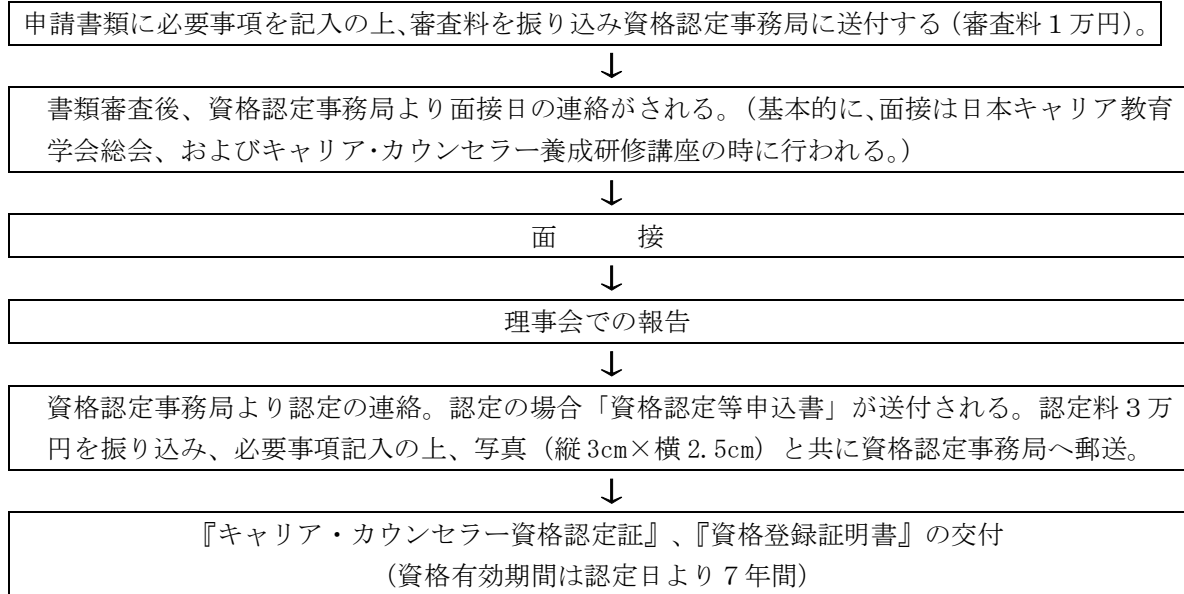 申請書類に必要事項を記入の上、審査料を振り込み資格認定事務局に送付する（審査料１万円）。
↓
書類審査後、資格認定事務局より面接日の連絡がされる。（基本的に、面接は日本キャリア教育
学会総会、およびキャリア・カウンセラー養成研修講座の時に行われる。）
↓
面　　　接
↓
理事会での報告
↓
資格認定事務局より認定の連絡。認定の場合「資格認定等申込書」が送付される。認定料３万
円を振り込み、必要事項記入の上、写真（縦3cm×横2.5cm）と共に資格認定事務局へ郵送。
↓
『キャリア・カウンセラー資格認定証』、『資格登録証明書』の交付
（資格有効期間は認定日より７年間）